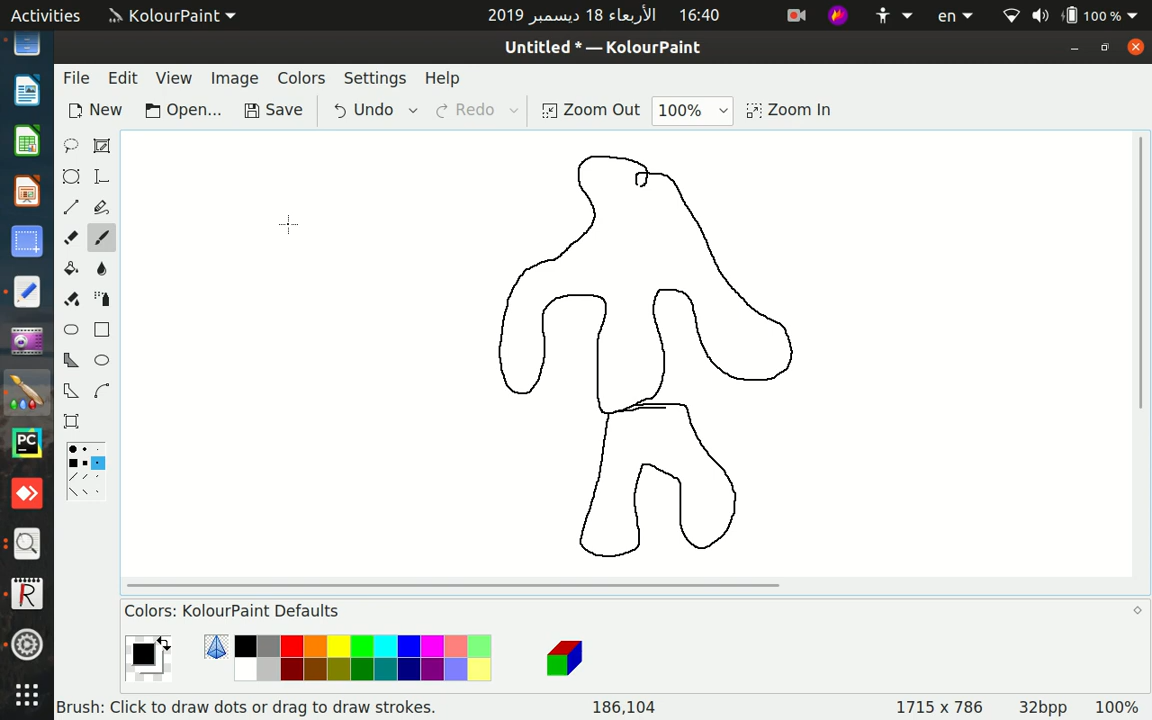 Activities KolourPaint الأربعاء 18 ديسمبر 2019 16:40 en 100 %
Untitled * — KolourPaint
File Edit View Image Colors Settings Help
New Open... Save Undo Redo Zoom Out 100% Zoom In
PC
R
Colors: KolourPaint Defaults
Brush: Click to draw dots or drag to draw strokes. 186,104 1715 x 786 32bpp 100%